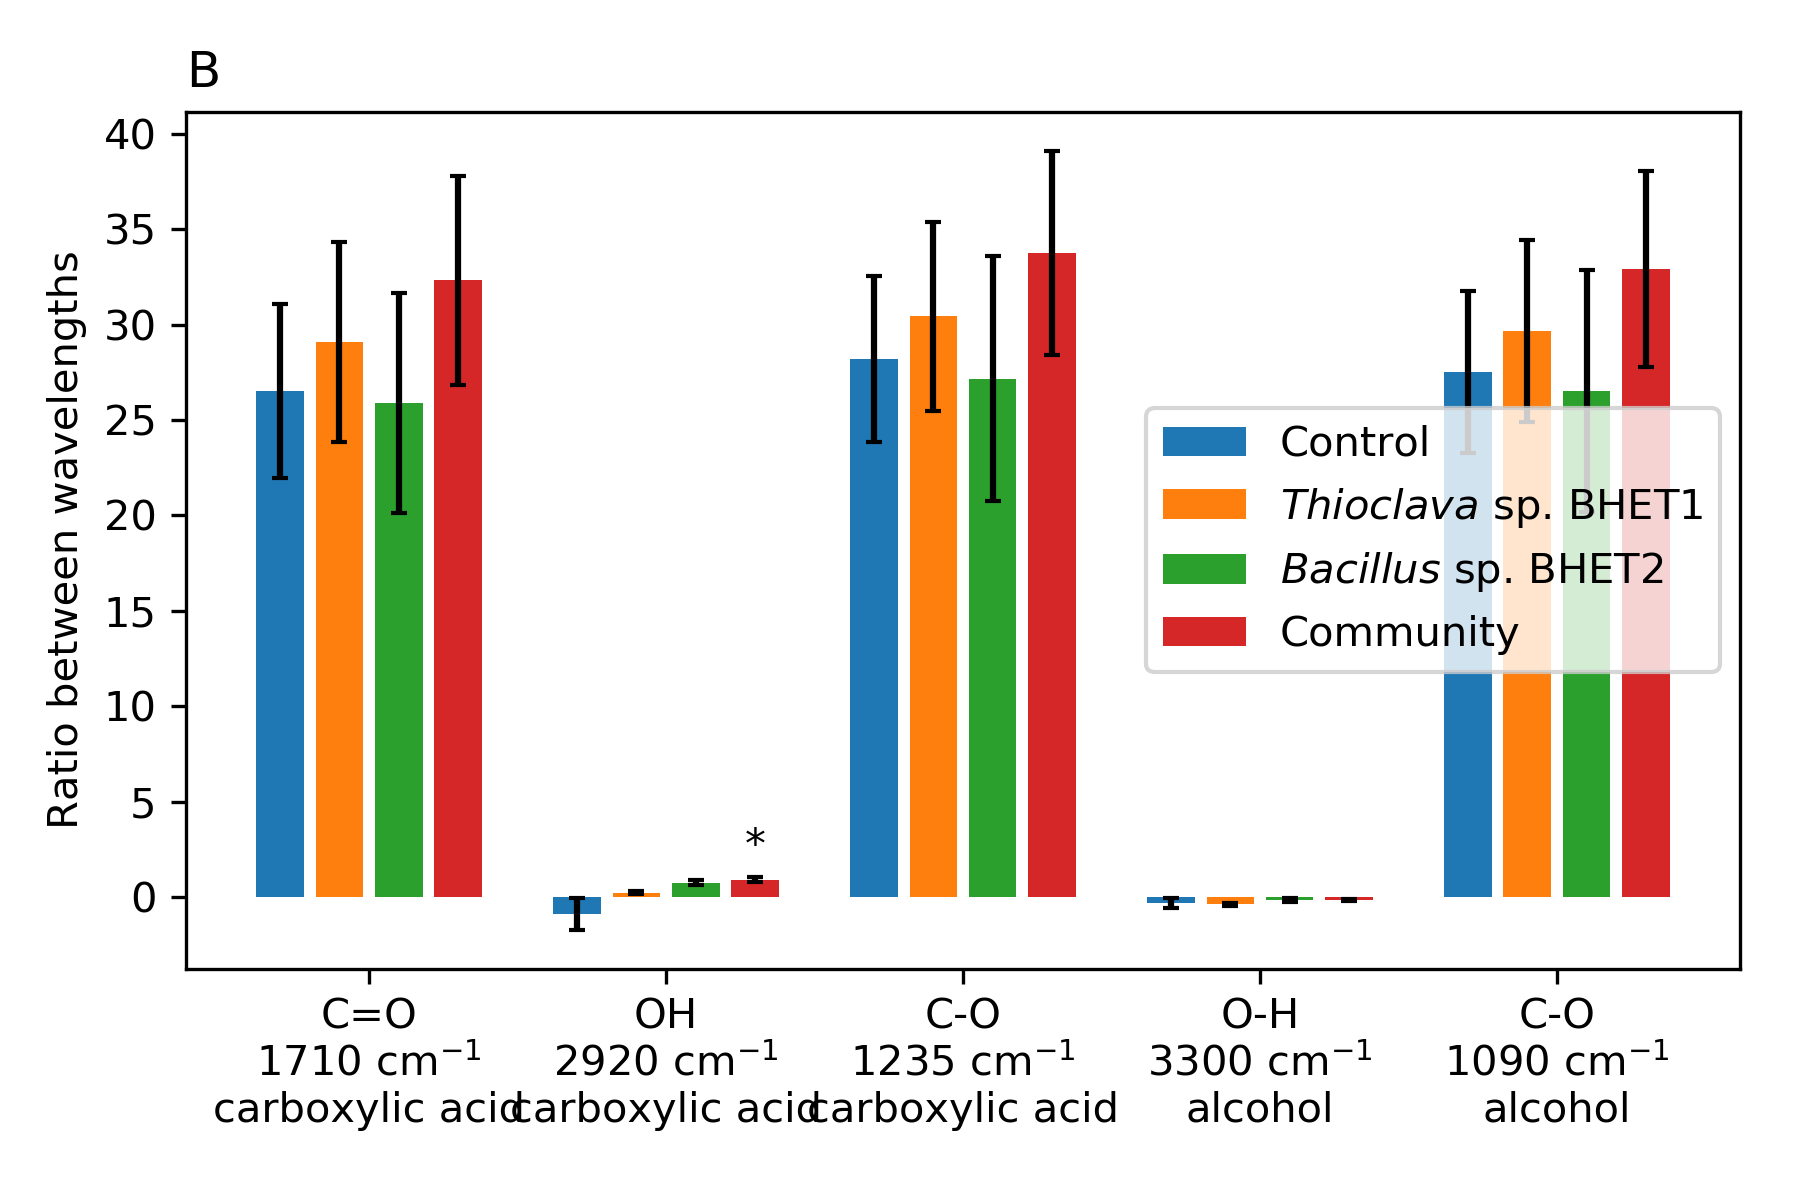 B
Ratio between wavelengths
40
35
30
25
20
15
10
5
0
*
Control
Thioclava sp. BHET1
Bacillus sp. BHET2
Community
C=O
1710 cm⁻¹
carboxylic acid
OH
2920 cm⁻¹
carboxylic acid
C-O
1235 cm⁻¹
carboxylic acid
O-H
3300 cm⁻¹
alcohol
C-O
1090 cm⁻¹
alcohol